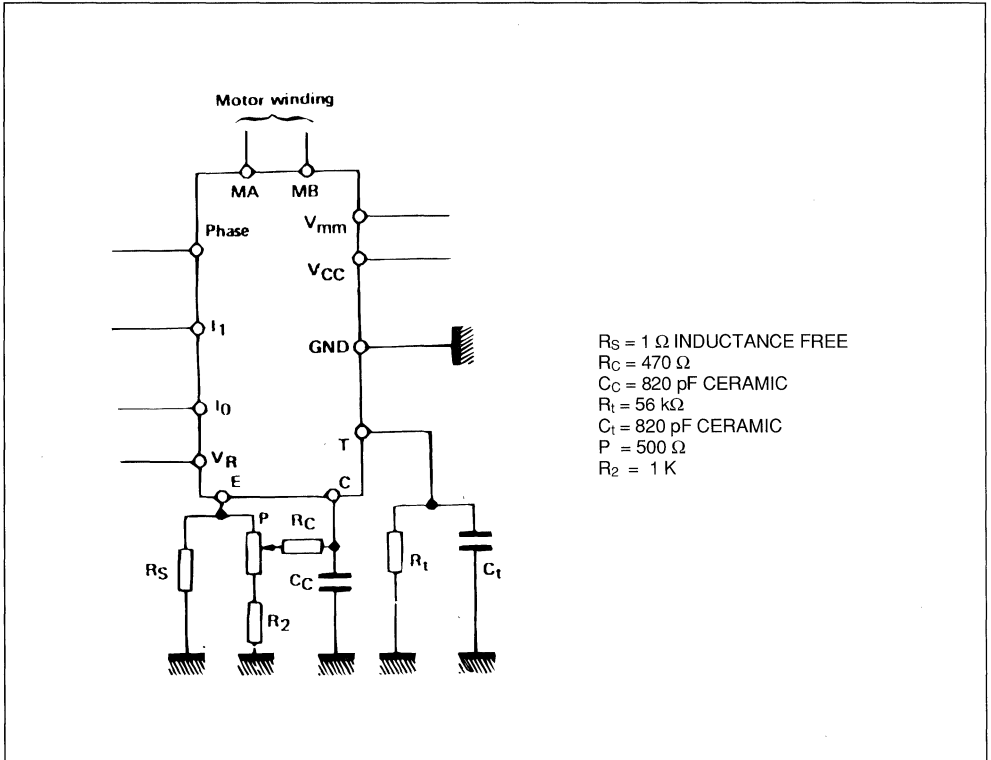 Motor winding
MA MB
Phase
Vmm
VCC
I1
GND
I0
T
VR
E C
P RC
RS
CC
Rt
Ct
R2
RS = 1 Ω INDUCTANCE FREE
RC = 470 Ω
CC = 820 pF CERAMIC
Rt = 56 kΩ
Ct = 820 pF CERAMIC
P = 500 Ω
R2 = 1 K